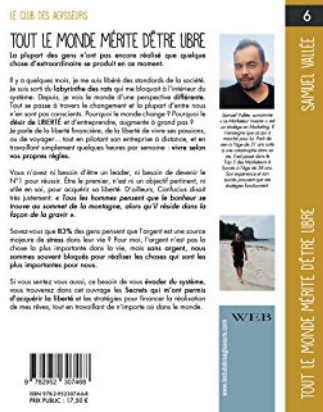 LE CLUB DES AGISSEURS
TOUT LE MONDE MÉRITE D'ÊTRE LIBRE
La plupart des gens n'ont pas encore réalisé que quelque
chose d'extraordinaire se produit en ce moment.
Il y a quelques mois, je me suis libéré des standards de la société.
Je suis sorti du labyrinthe des rats qui me bloquait à l'intérieur du
système. Depuis, je vois le monde d'une perspective différente.
Tout se passe à travers le changement et la plupart d'entre nous
n'en sont pas conscients. Pourquoi le monde change ? Pourquoi le
désir de LIBERTÉ et d'entreprendre, grandit dans les gens ?
Je parle de la liberté financière, de la liberté de vivre ses passions,
ou de voyager... tout en pilotant son entreprise à distance, et en
travaillant simplement quelques heures par semaine : vivre selon
vos propres règles.
Vous n'avez ni besoin d'être un leader, ni besoin de devenir le
N°1 pour réussir. Être le premier, n'est ni un objectif pertinent, ni
utile en soi, pour acquérir sa liberté. D'ailleurs, Confucius disait
très justement: « Tous les hommes pensent que le bonheur se
trouve au sommet de la montagne, alors qu'il réside dans la
façon de la gravir ».
Savez-vous que 83% des gens pensent que l'argent est une source
majeure de stress dans leur vie ? Pour moi, l'argent n'est pas la
chose la plus importante dans la vie, mais sans argent, nous
sommes souvent bloqués pour réaliser les choses qui sont les
plus importantes pour nous.
Si vous sentez vous aussi, ce besoin de vous évader du système,
vous trouverez dans cet ouvrage les Secrets qui m'ont permis
d'acquérir la liberté et les stratégies pour financer la réalisation
de mes rêves, tout en travaillant de n'importe où dans le monde.
ISBN 978-2-9523074-6-8
9 782952 307468
PRIX PUBLIC : 17,50 €
Samuel Vallée, surnommé
WEB
6
SAMUEL VALLÉE
TOUT LE MONDE MÉRITE D'ÊTRE LIBRE